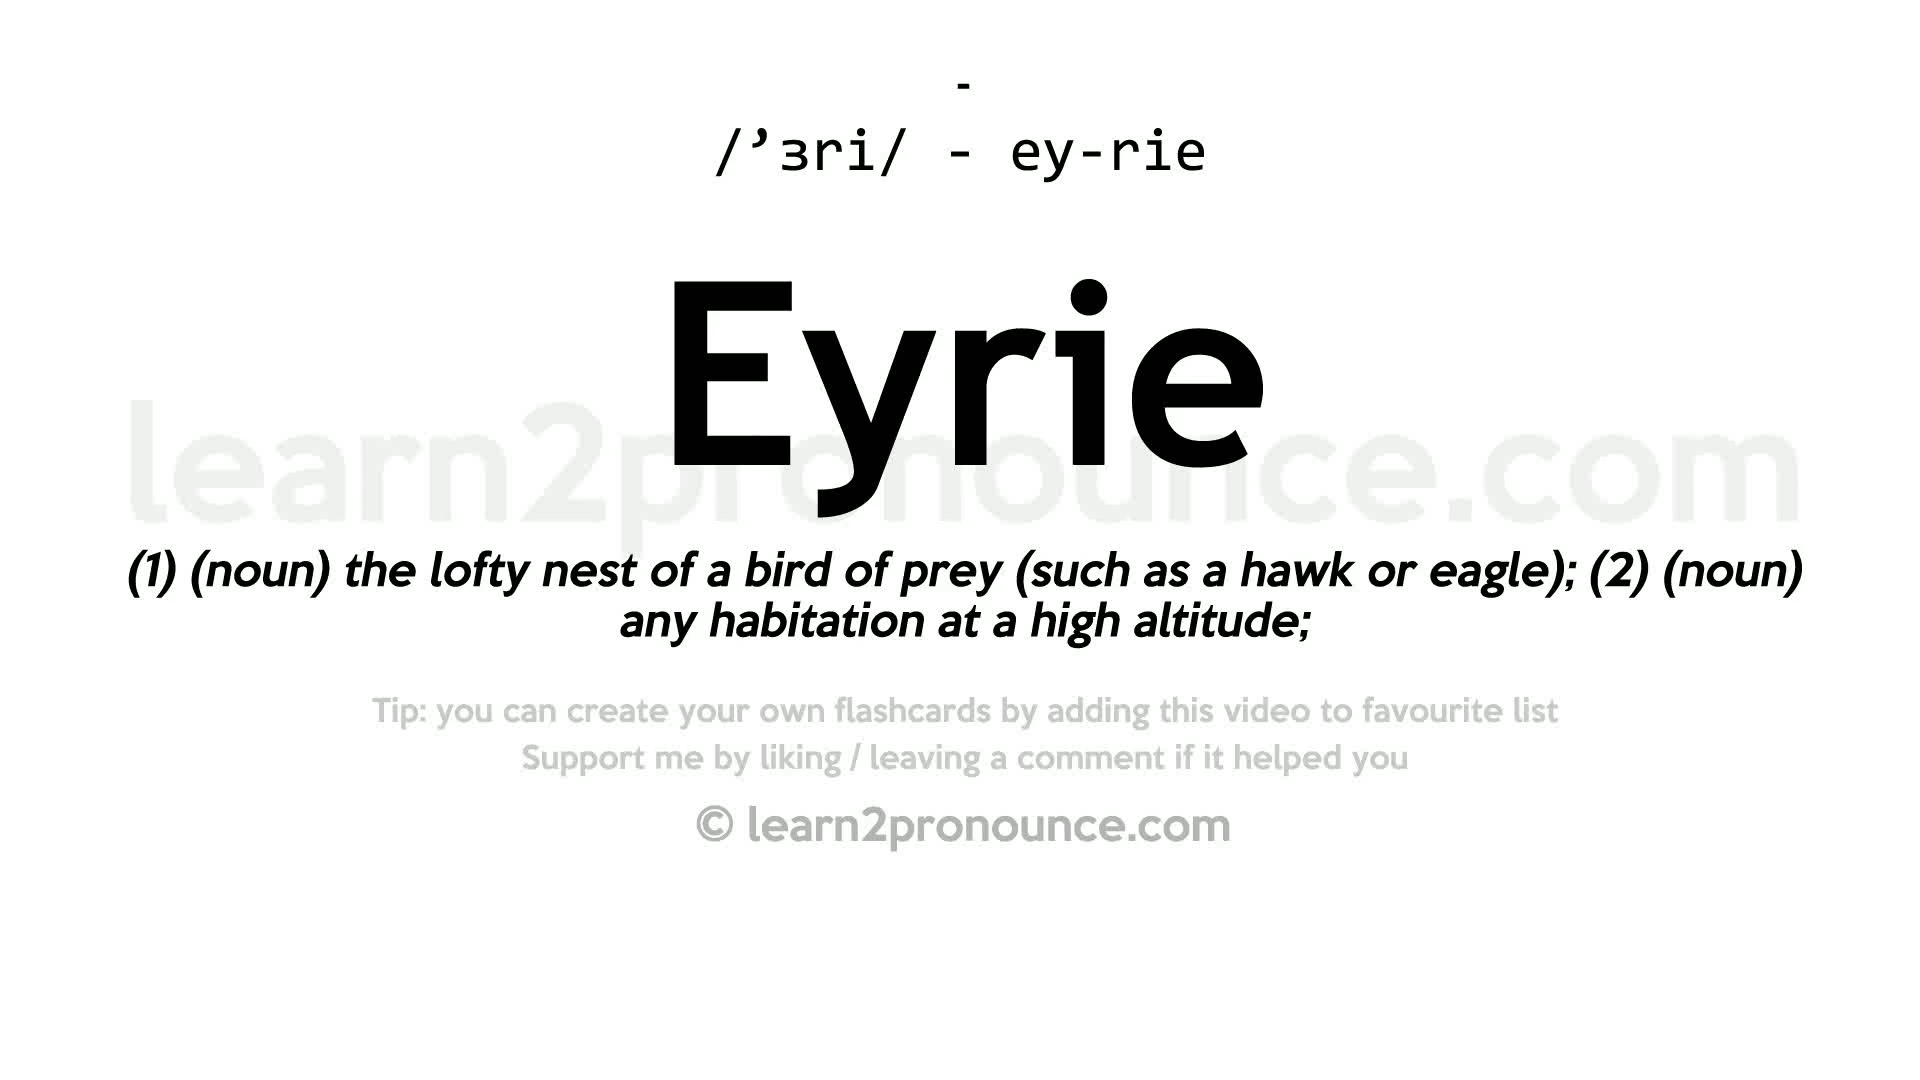 -
/’ɜri/ - ey-rie
Eyrie
learn2pronounce.com
(1) (noun) the lofty nest of a bird of prey (such as a hawk or eagle); (2) (noun)
any habitation at a high altitude;
Tip: you can create your own flashcards by adding this video to favourite list
Support me by liking / leaving a comment if it helped you
© learn2pronounce.com